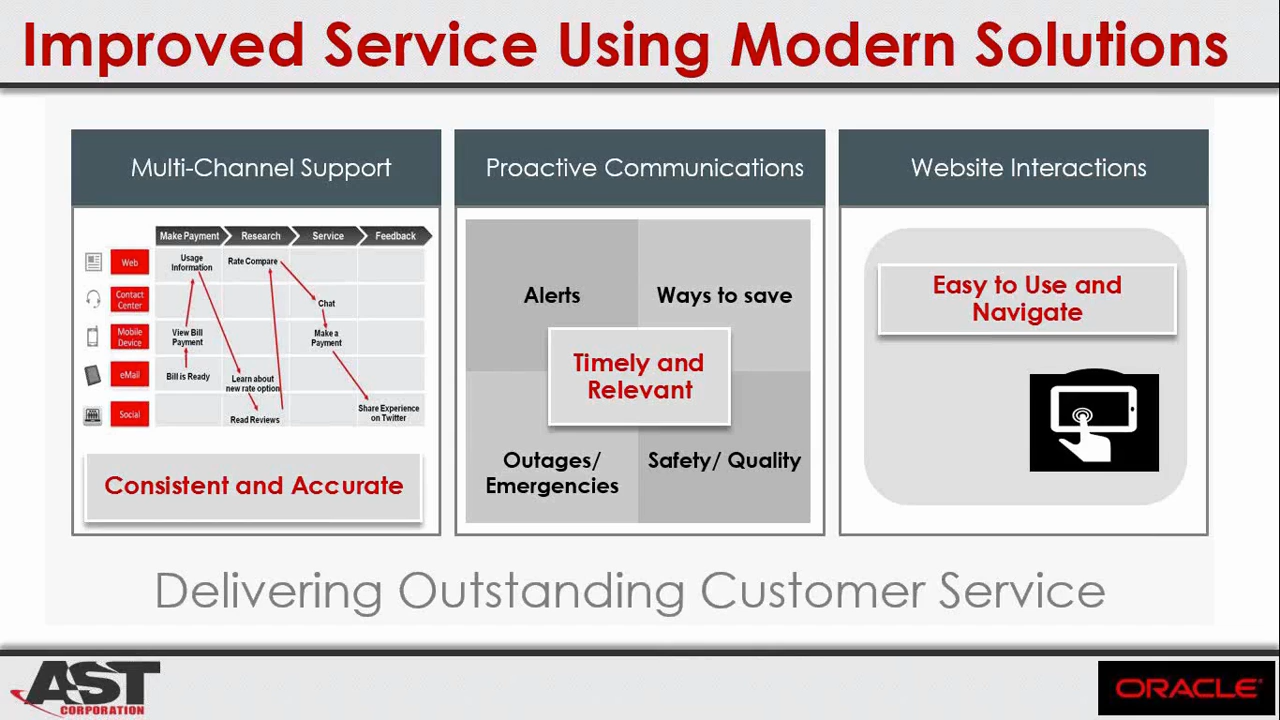 Improved Service Using Modern Solutions
Multi-Channel Support
Make Payment
Research
Service
Feedback
Web
Usage
Information
Rate Compare
Contact
Center
Chat
Mobile
Device
View Bill
Payment
Make a
Payment
eMail
Bill is Ready
Learn about
new rate option
Social
Read Reviews
Share Experience
on Twitter
Consistent and Accurate
Proactive Communications
Alerts
Ways to save
Timely and
Relevant
Outages/
Emergencies
Safety/ Quality
Website Interactions
Easy to Use and
Navigate
Delivering Outstanding Customer Service
AST
CORPORATION
ORACLE